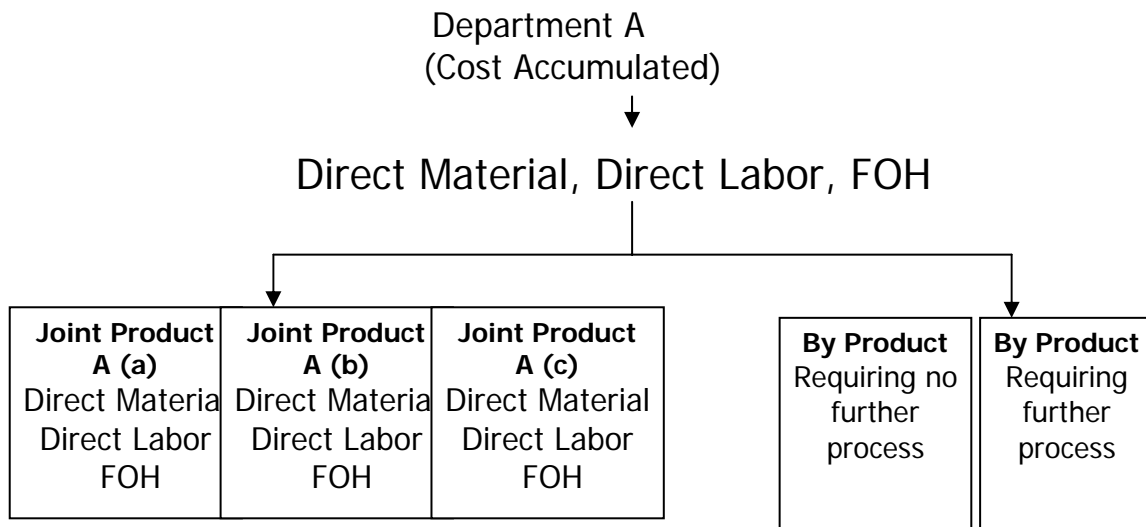 Department A
(Cost Accumulated)
Direct Material, Direct Labor, FOH
Joint Product
A (a)
Direct Materia
Direct Labor
FOH
Joint Product
A (b)
Direct Materia
Direct Labor
FOH
Joint Product
A (c)
Direct Material
Direct Labor
FOH
By Product
Requiring no
further
process
By Product
Requiring
further
process